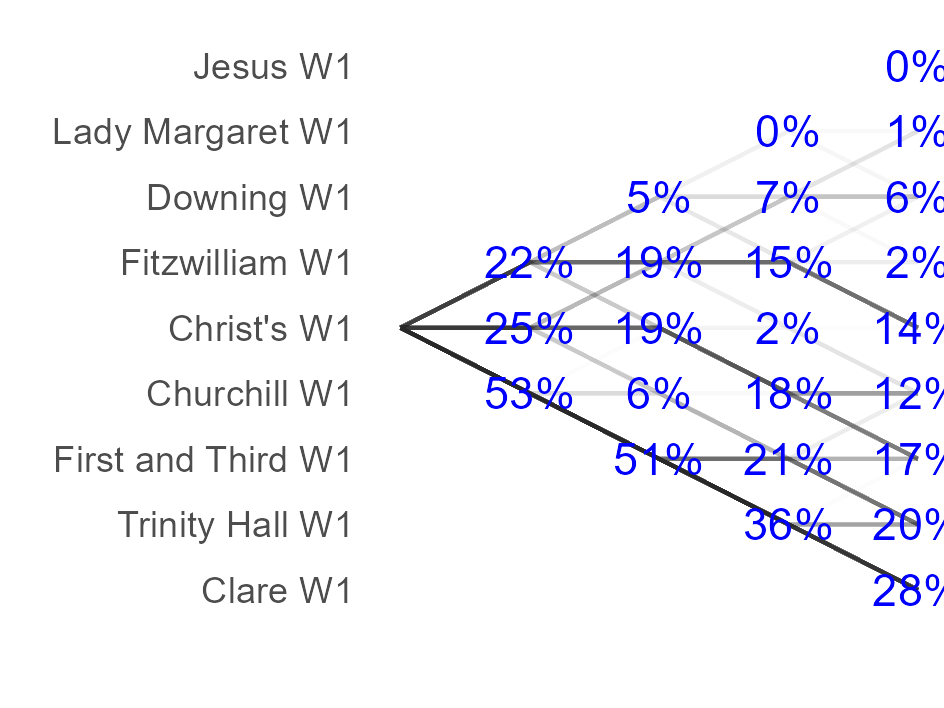 Jesus W1 0%
Lady Margaret W1 0% 1%
Downing W1 5% 7% 6%
Fitzwilliam W1 22% 19% 15% 2%
Christ's W1 25% 19% 2% 14%
Churchill W1 53% 6% 18% 12%
First and Third W1 51% 21% 17%
Trinity Hall W1 36% 20%
Clare W1 28%